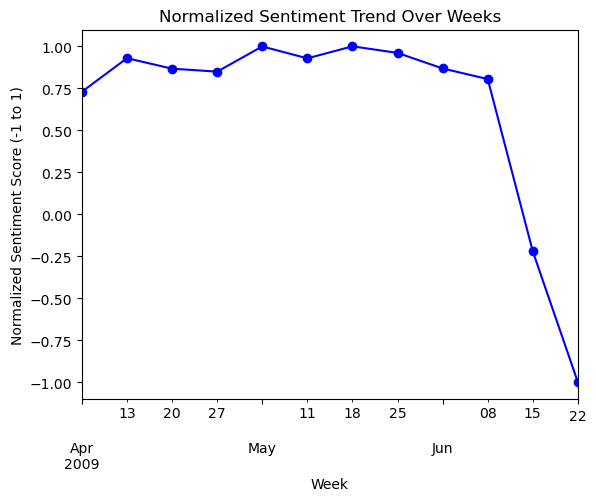 Normalized Sentiment Trend Over Weeks
Normalized Sentiment Score (-1 to 1)
1.00
0.75
0.50
0.25
0.00
−0.25
−0.50
−0.75
−1.00
13 20 27 11 18 25 08 15 22
Apr May Jun
2009
Week